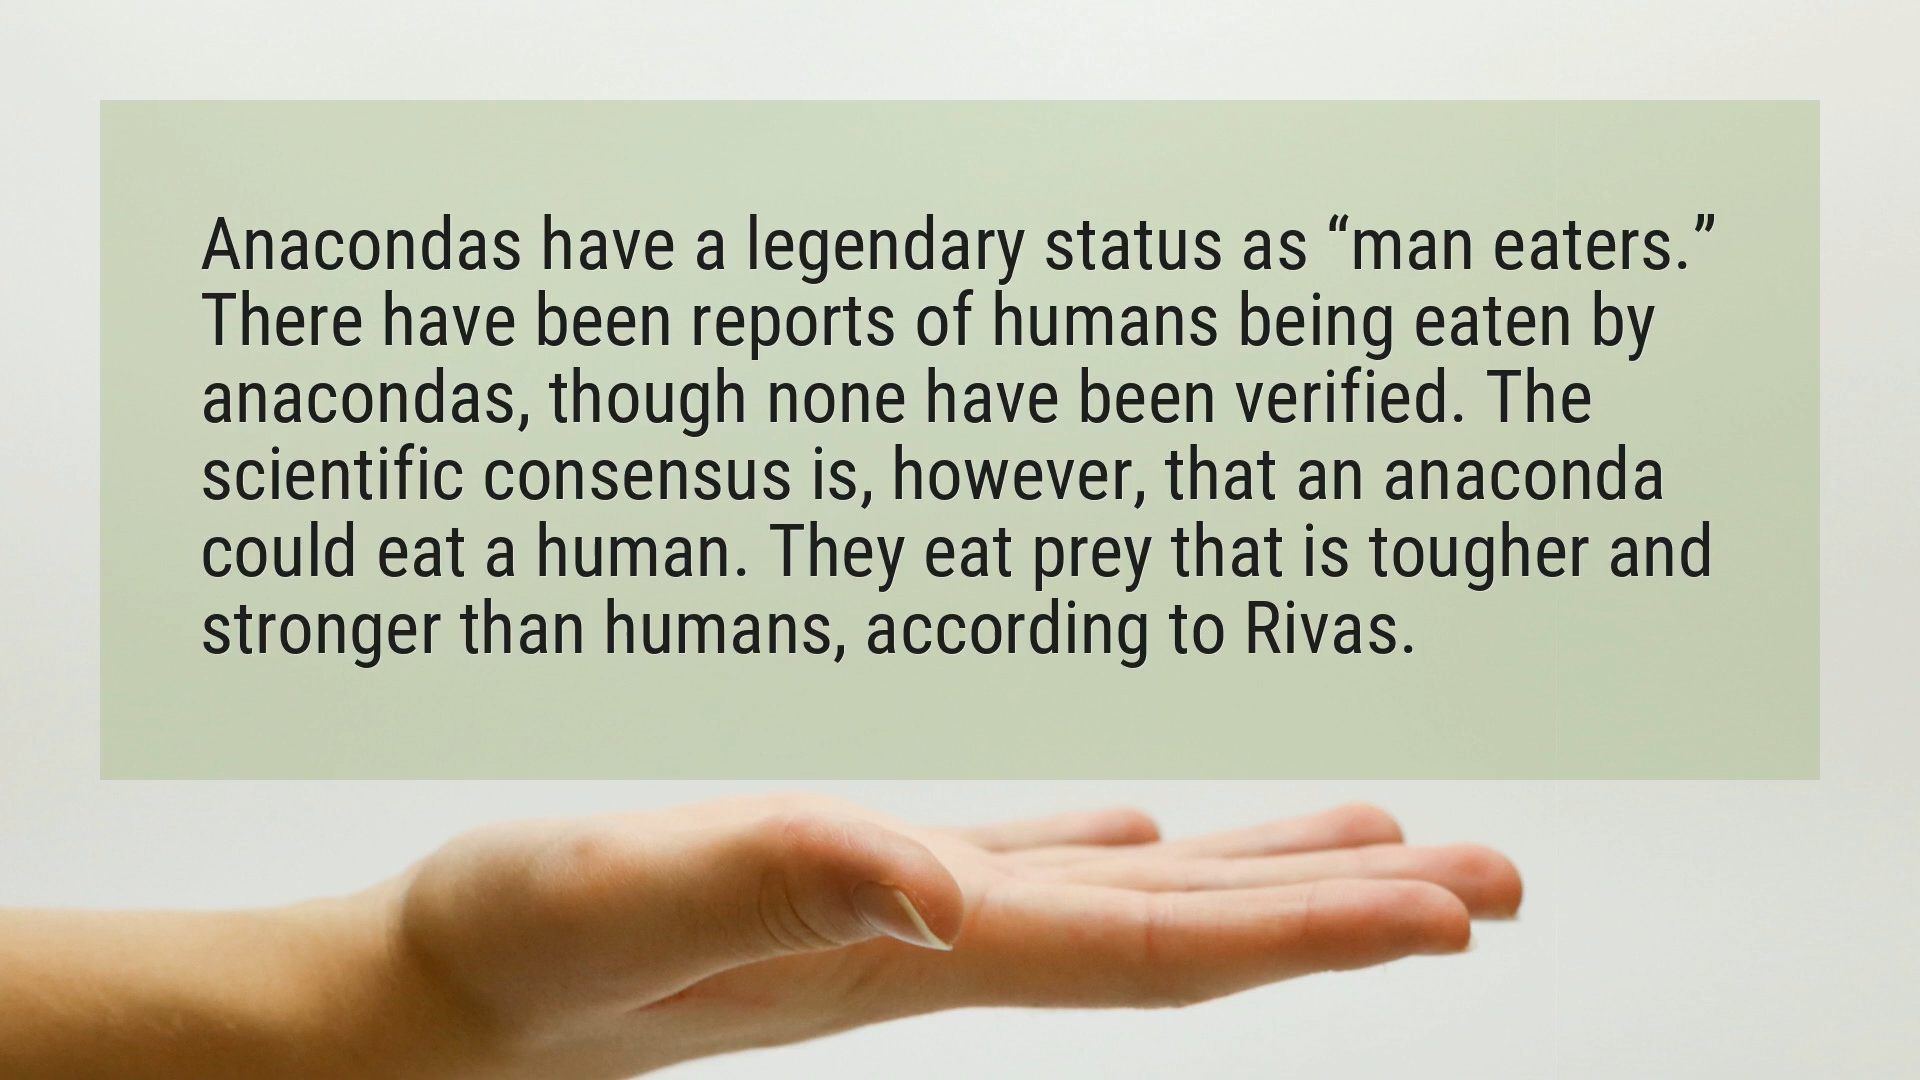 Anacondas have a legendary status as “man eaters.”
There have been reports of humans being eaten by
anacondas, though none have been verified. The
scientific consensus is, however, that an anaconda
could eat a human. They eat prey that is tougher and
stronger than humans, according to Rivas.